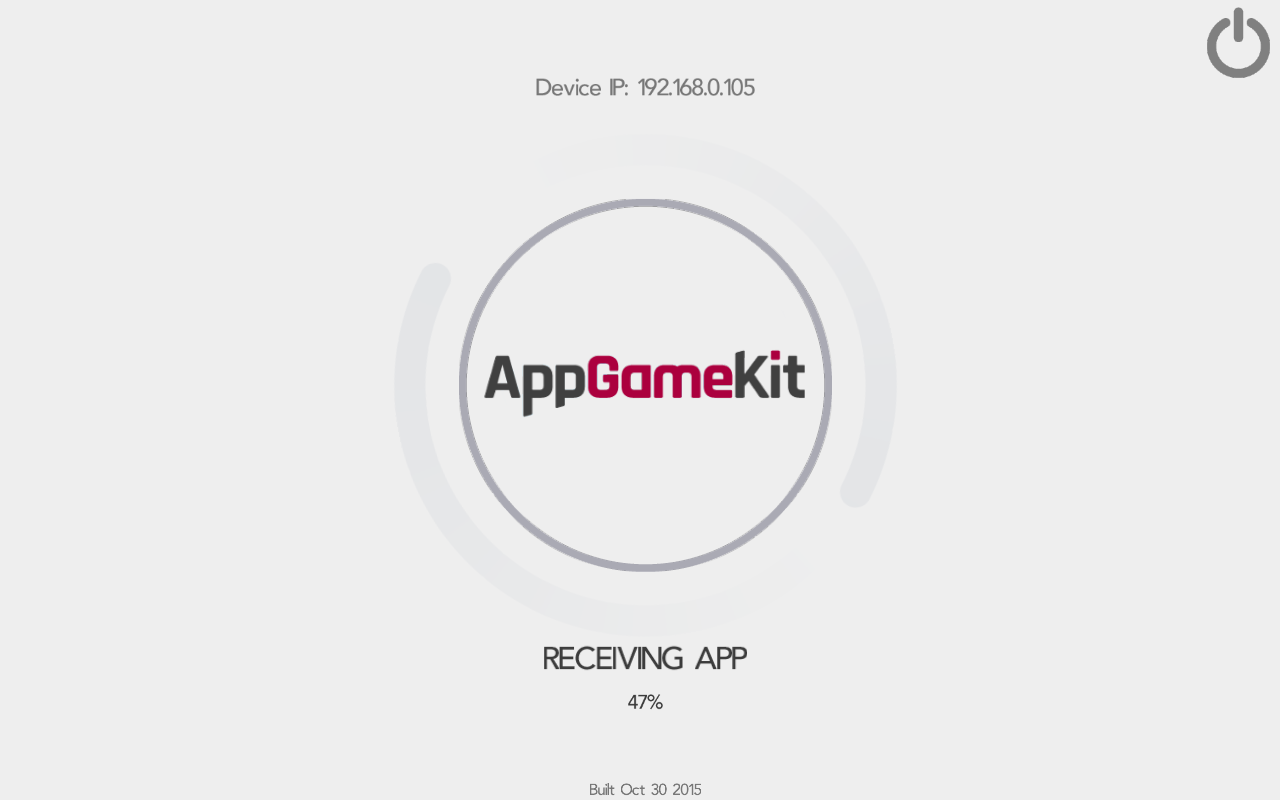 Device IP: 192.168.0.105
AppGameKit
RECEIVING APP
47%
Built Oct 30 2015